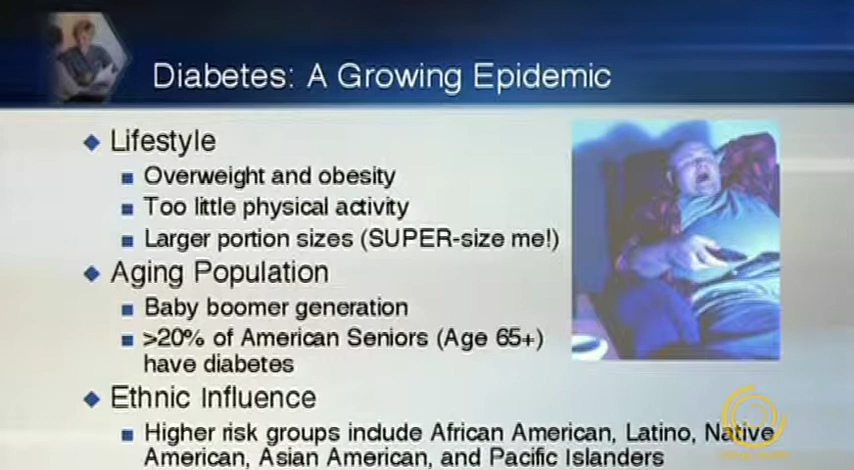 Diabetes: A Growing Epidemic
Lifestyle
Overweight and obesity
Too little physical activity
Larger portion sizes (SUPER-size me!)
Aging Population
Baby boomer generation
>20% of American Seniors (Age 65+)
have diabetes
Ethnic Influence
Higher risk groups include African American, Latino, Native
American, Asian American, and Pacific Islanders